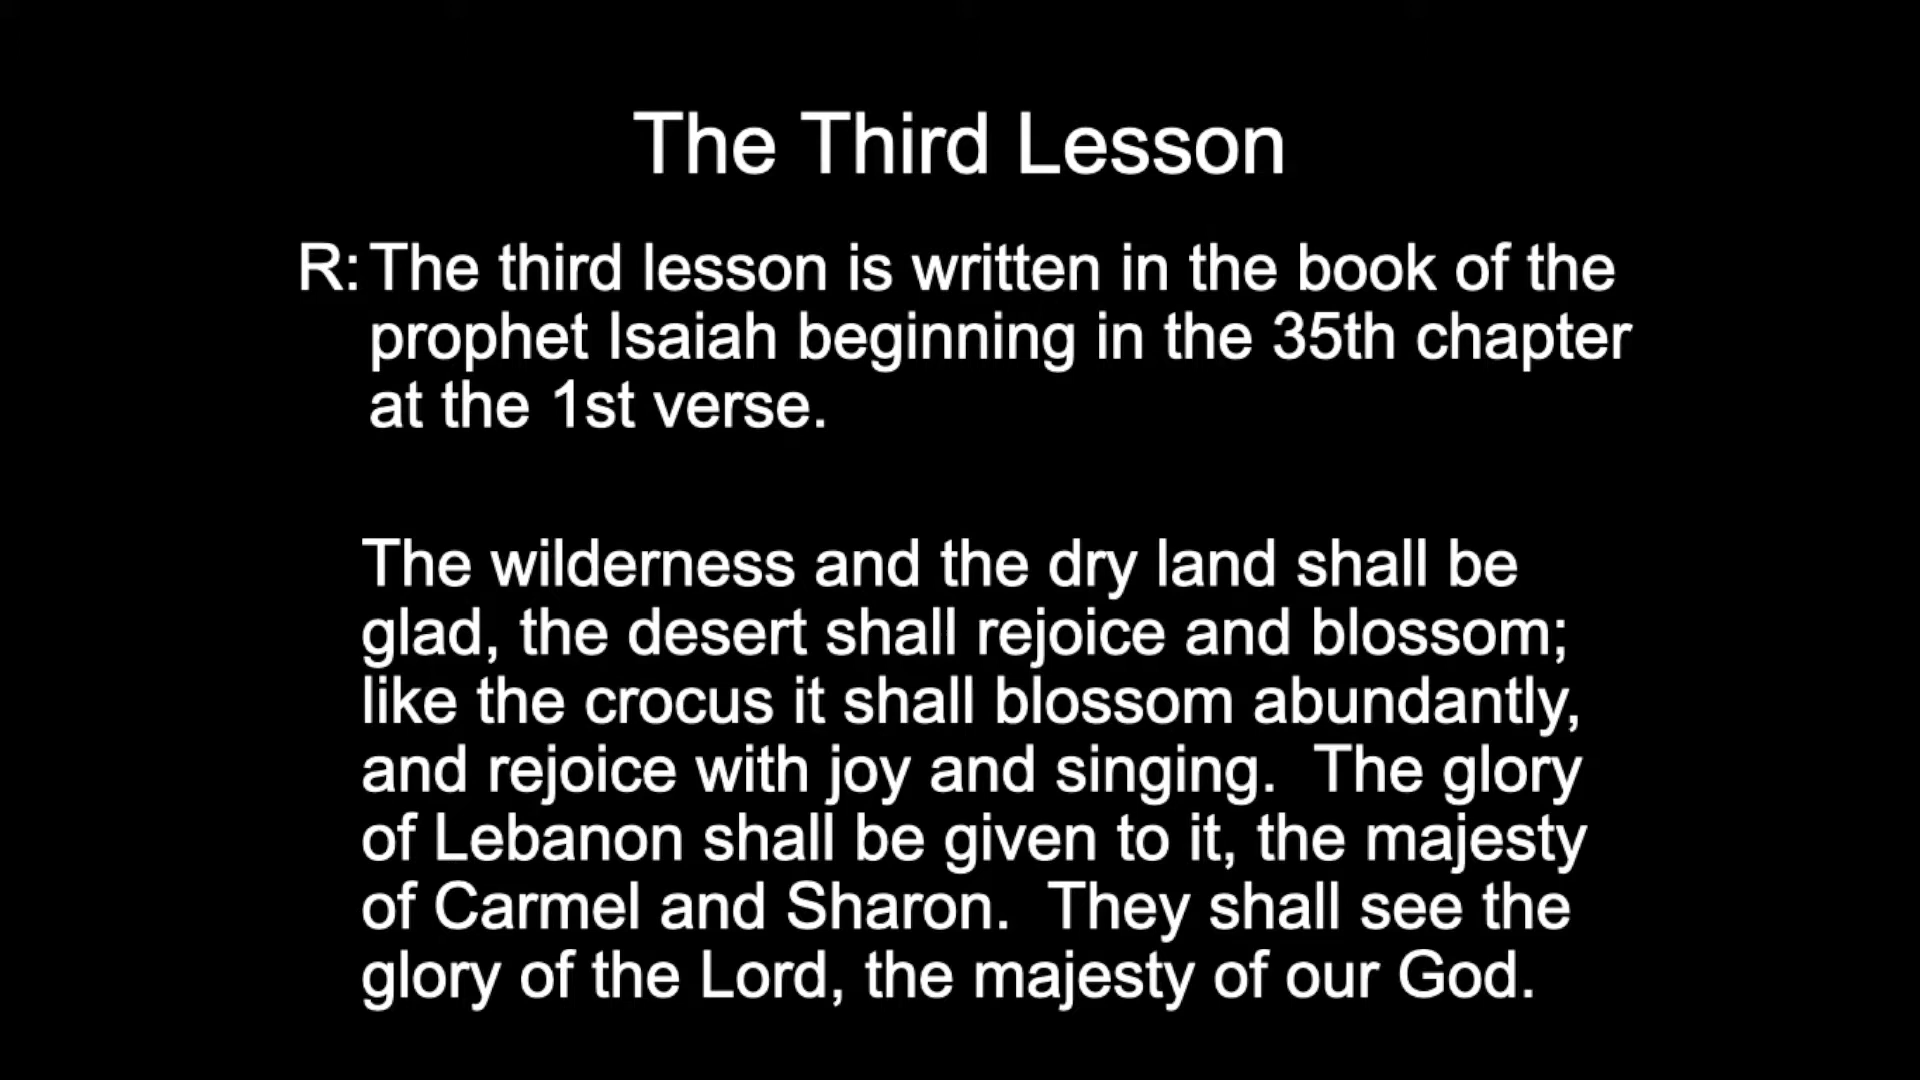 The Third Lesson
R: The third lesson is written in the book of the
prophet Isaiah beginning in the 35th chapter
at the 1st verse.
The wilderness and the dry land shall be
glad, the desert shall rejoice and blossom;
like the crocus it shall blossom abundantly,
and rejoice with joy and singing.  The glory
of Lebanon shall be given to it, the majesty
of Carmel and Sharon.  They shall see the
glory of the Lord, the majesty of our God.